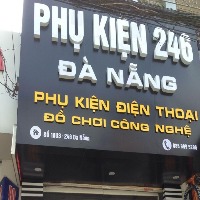 PHỤ KIỆN 246
ĐÀ NẴNG
PHỤ KIỆN ĐIỆN THOẠI
ĐỒ CHƠI CÔNG NGHỆ